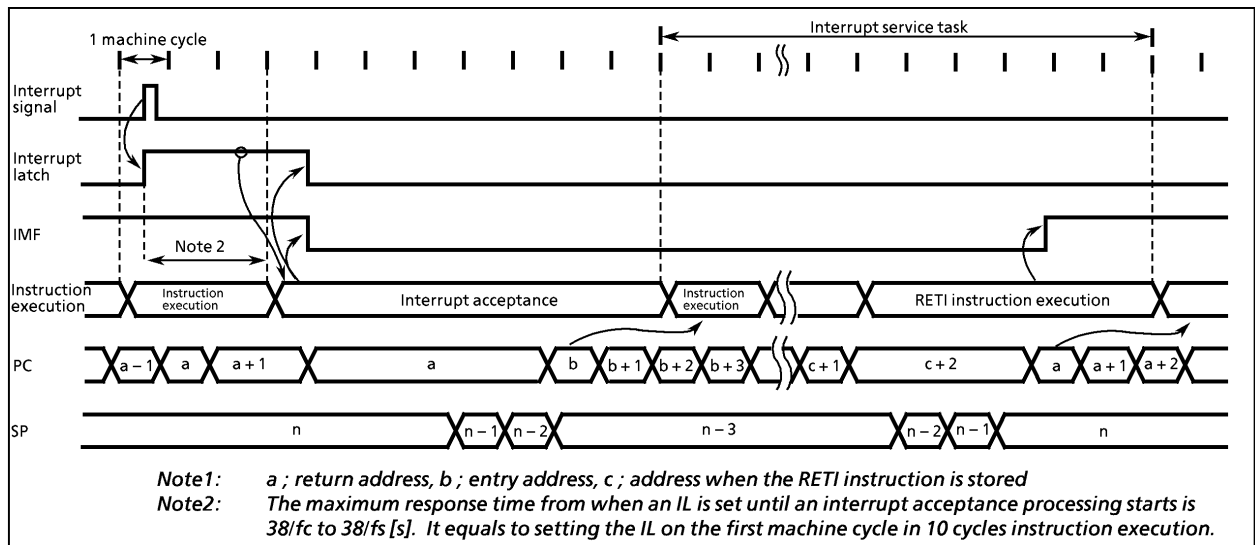 Interrupt service task
1 machine cycle
Interrupt
signal
Interrupt
latch
IMF
Note 2
Instruction
execution
Instruction
execution
Interrupt acceptance
Instruction
execution
RETI instruction execution
PC
a − 1
a
a + 1
a
b
b + 1
b + 2
b + 3
c + 1
c + 2
a
a + 1
a + 2
SP
n
n − 1
n − 2
n − 3
n − 2
n − 1
n
Note1: a ; return address, b ; entry address, c ; address when the RETI instruction is stored
Note2: The maximum response time from when an IL is set until an interrupt acceptance processing starts is
38/fc to 38/fs [s]. It equals to setting the IL on the first machine cycle in 10 cycles instruction execution.